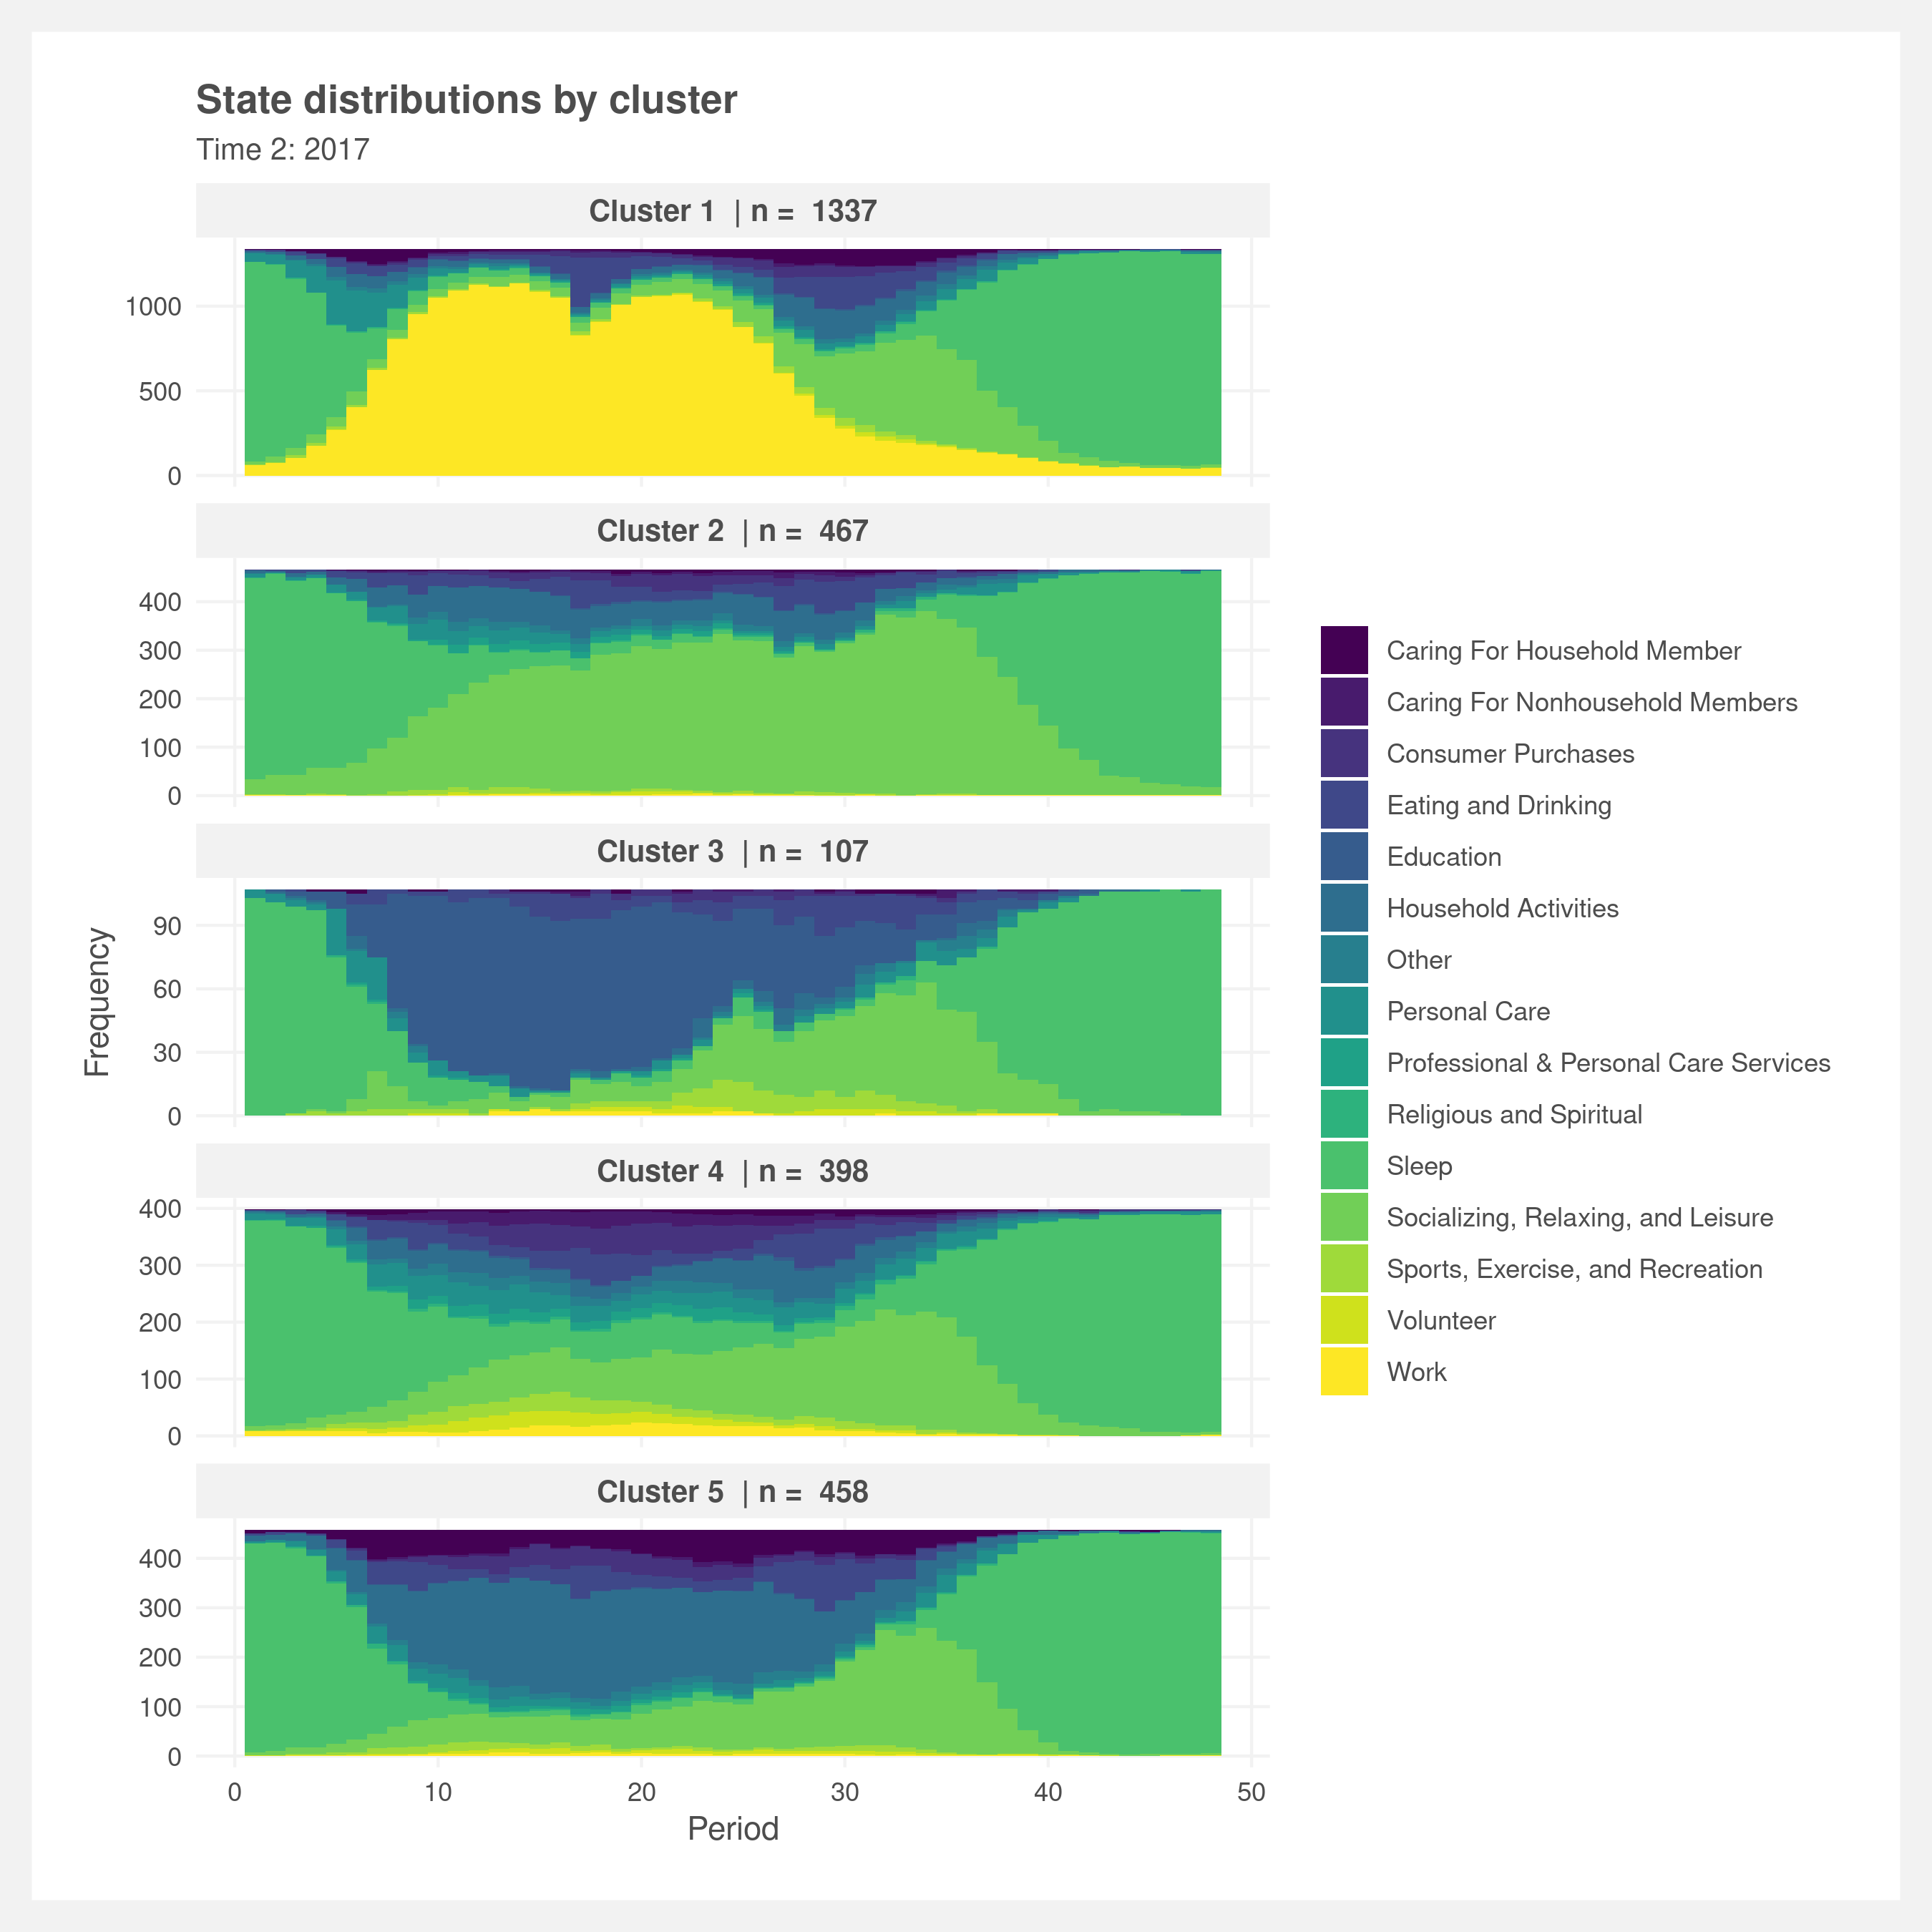 State distributions by cluster
Time 2: 2017
Cluster 1 | n = 1337
1000
500
0
Cluster 2 | n = 467
400
300
200
100
0
Cluster 3 | n = 107
90
60
30
0
Cluster 4 | n = 398
400
300
200
100
0
Cluster 5 | n = 458
400
300
200
100
0
0 10 20 30 40 50
Period
Frequency
Caring For Household Member
Caring For Nonhousehold Members
Consumer Purchases
Eating and Drinking
Education
Household Activities
Other
Personal Care
Professional & Personal Care Services
Religious and Spiritual
Sleep
Socializing, Relaxing, and Leisure
Sports, Exercise, and Recreation
Volunteer
Work